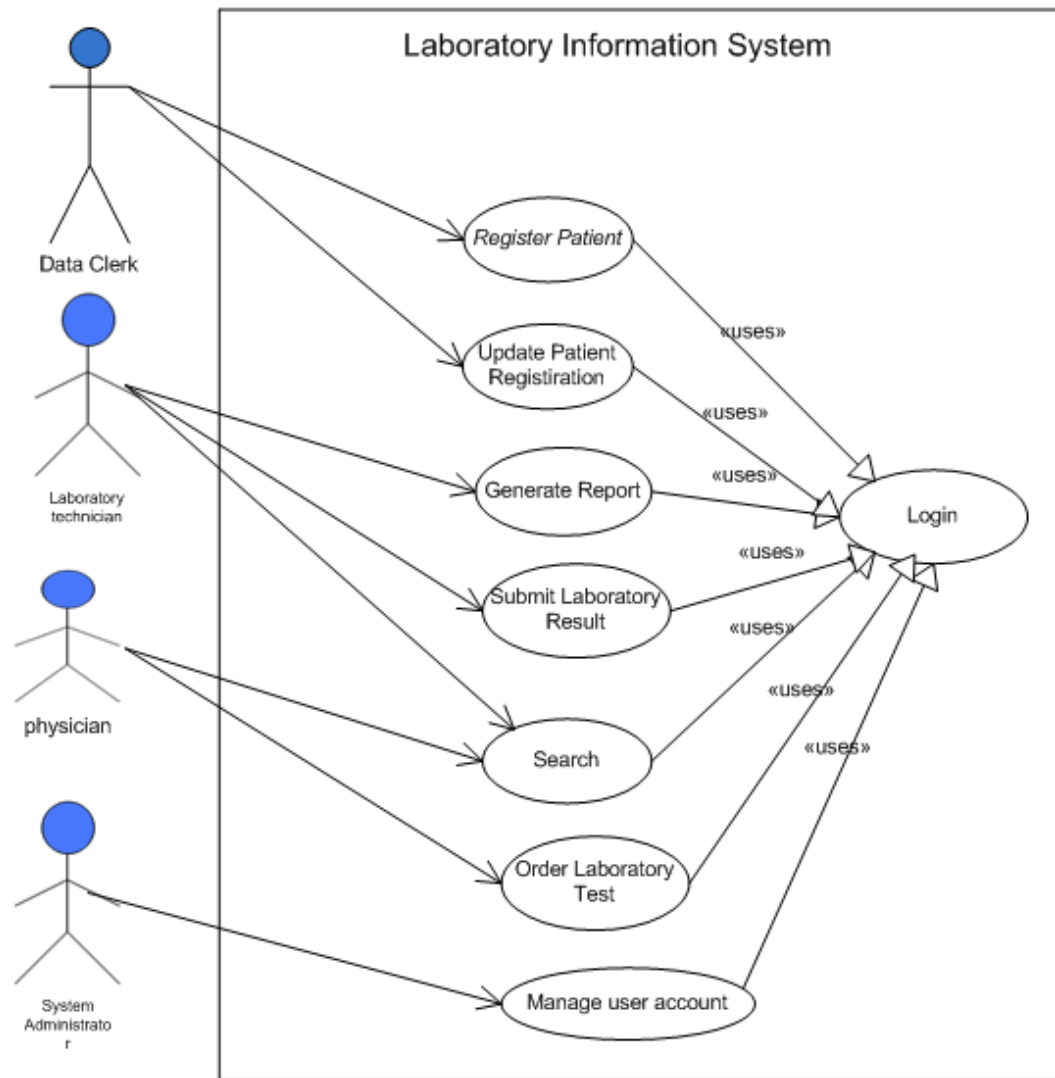 Laboratory Information System
Data Clerk
Register Patient
«uses»
Laboratory
technician
Update Patient
Registiration
«uses»
Generate Report
«uses»
Login
physician
Submit Laboratory
Result
«uses»
Search
«uses»
System
Administrato
r
Order Laboratory
Test
«uses»
Manage user account
«uses»